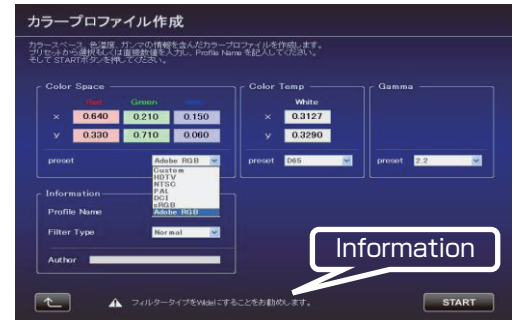 カラープロファイル作成
カラースペース、色温度、ガンマの情報を含んだカラープロファイルを作成します。
プリセットから選択もしくは直接数値を入力し、Profile Name を記入してください。
そして STARTボタンを押してください。
Color Space
Color Temp
Gamma
Red Green
White
x 0.640 0.210 0.150
x 0.3127
y 0.330 0.710 0.060
y 0.3290
preset Adobe RGB
preset D65
preset 2.2
Custom
HDTV
NTSC
PAL
DCI
sRGB
Adobe RGB
Information
Profile Name
Filter Type Normal
Author
Information
フィルタータイプをWideにすることをお勧めします。
START